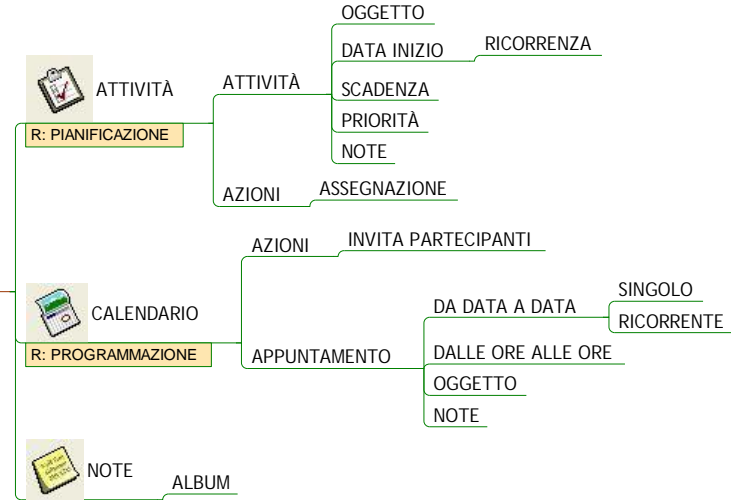 OGGETTO
DATA INIZIO
RICORRENZA
ATTIVITÀ
ATTIVITÀ
SCADENZA
PRIORITÀ
R: PIANIFICAZIONE
NOTE
AZIONI
ASSEGNAZIONE
AZIONI
INVITA PARTECIPANTI
CALENDARIO
DA DATA A DATA
SINGOLO
RICORRENTE
R: PROGRAMMAZIONE
APPUNTAMENTO
DALLE ORE ALLE ORE
OGGETTO
NOTE
NOTE
ALBUM